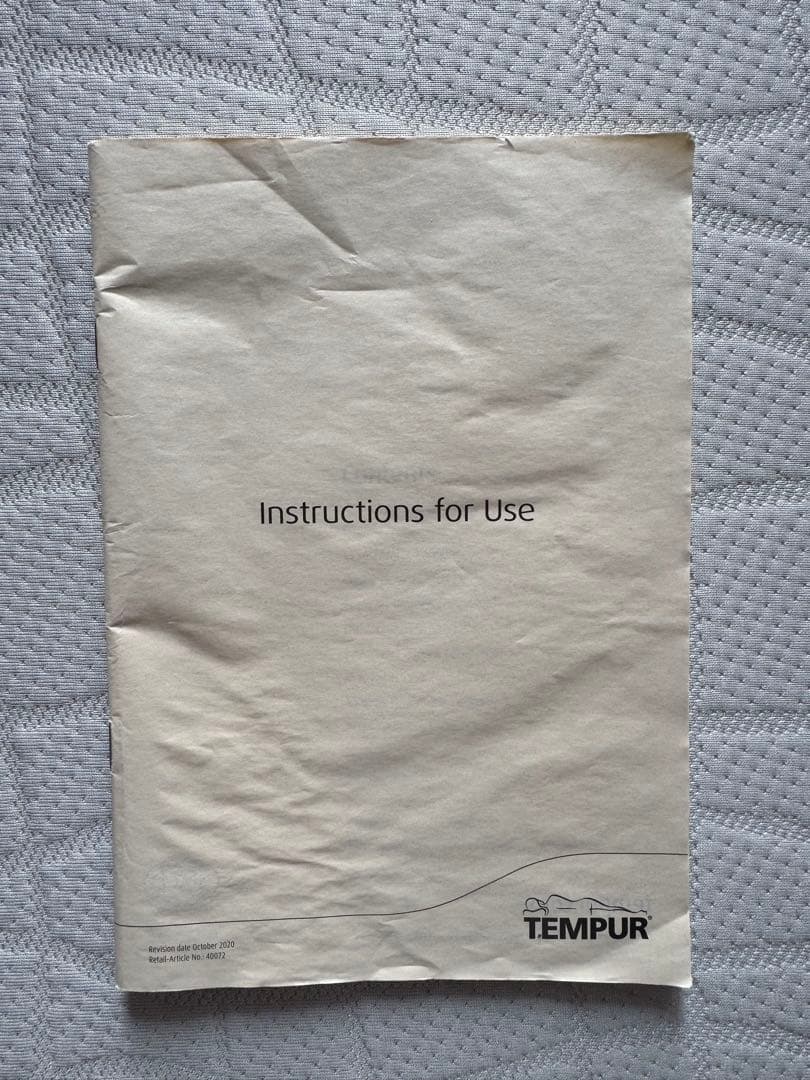 Instructions for Use
TEMPUR®
Revision date October 2020
Retail-Article No.: 40072